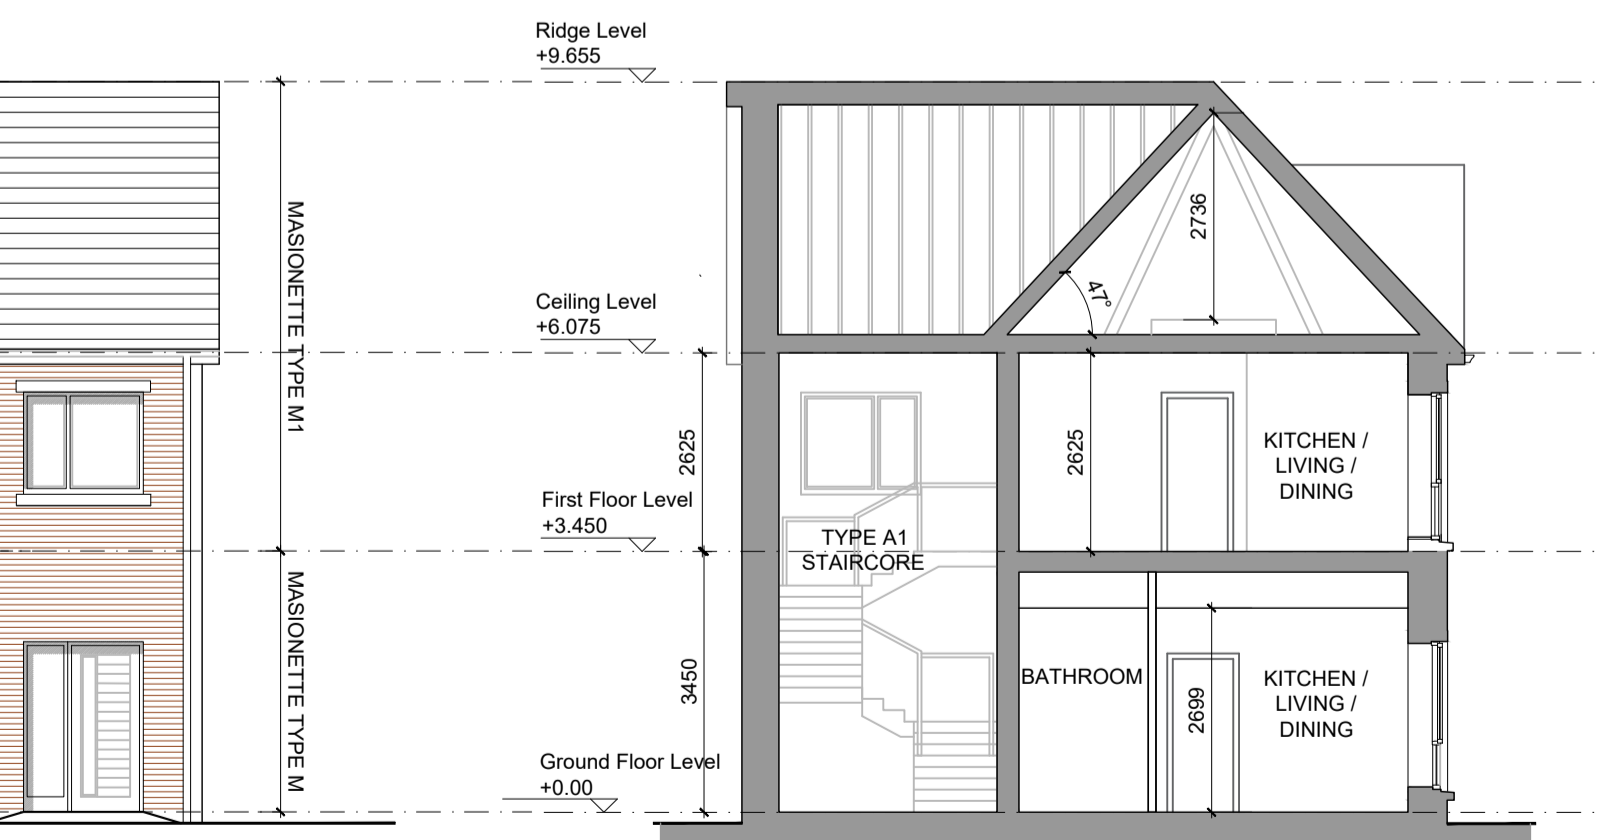 Ridge Level
+9.655
MASIONETTE TYPE M1
2736
47°
Ceiling Level
+6.075
2625
2625
KITCHEN /
LIVING /
DINING
First Floor Level
+3.450
TYPE A1
STAIRCORE
MASIONETTE TYPE M
3450
BATHROOM
2699
KITCHEN /
LIVING /
DINING
Ground Floor Level
+0.00